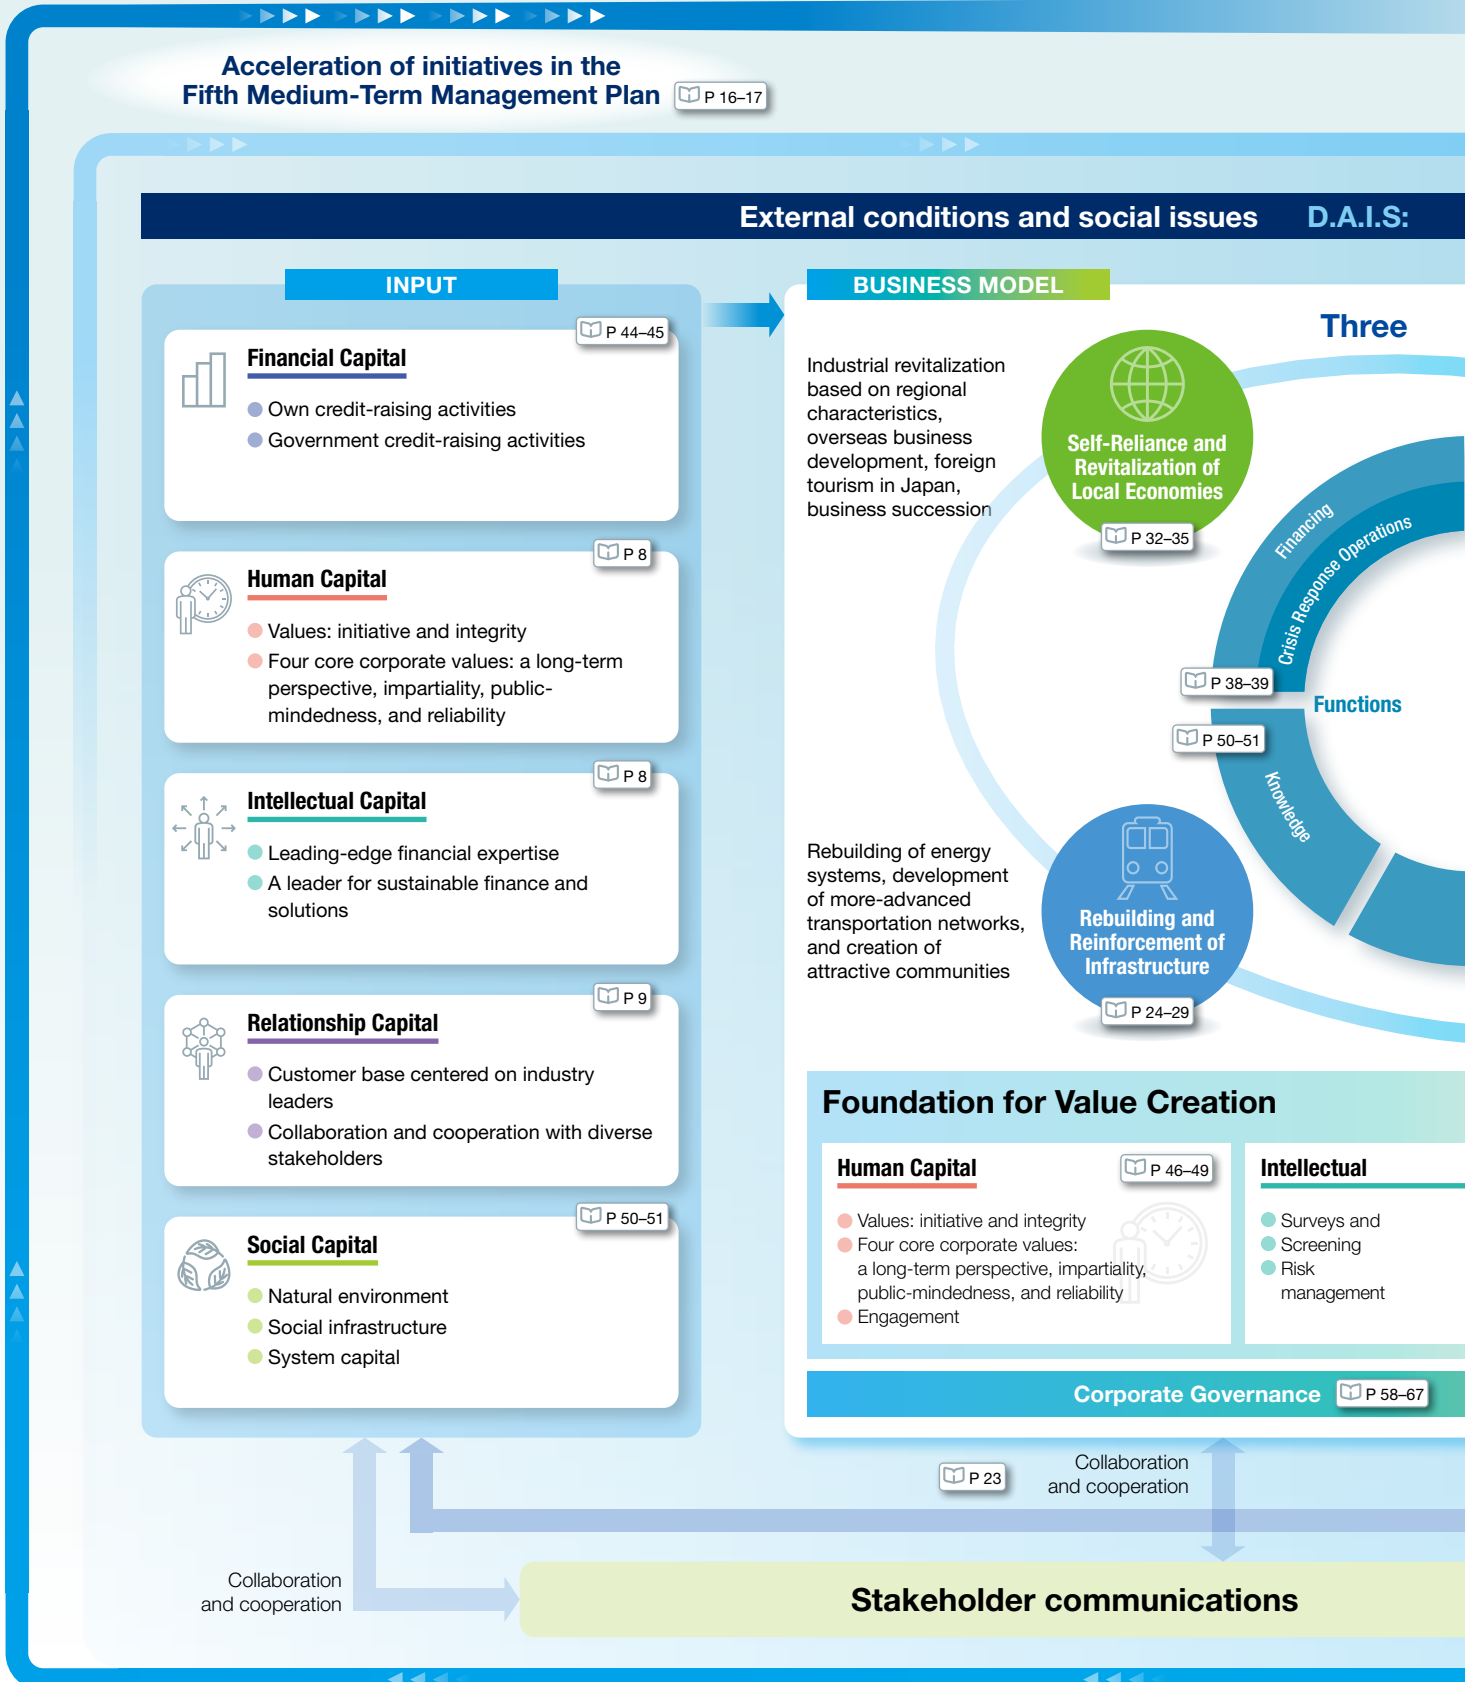 Acceleration of initiatives in the
Fifth Medium-Term Management Plan
P 16–17
External conditions and social issues D.A.I.S:
INPUT
P 44–45
Financial Capital
Own credit-raising activities
Government credit-raising activities
P 8
Human Capital
Values: initiative and integrity
Four core corporate values: a long-term
perspective, impartiality, public-
mindedness, and reliability
P 8
Intellectual Capital
Leading-edge financial expertise
A leader for sustainable finance and
solutions
P 9
Relationship Capital
Customer base centered on industry
leaders
Collaboration and cooperation with diverse
stakeholders
P 50–51
Social Capital
Natural environment
Social infrastructure
System capital
BUSINESS MODEL
Three
Industrial revitalization
based on regional
characteristics,
overseas business
development, foreign
tourism in Japan,
business succession
Self-Reliance and
Revitalization of
Local Economies
P 32–35
Financing
Crisis Response Operations
P 38–39
Functions
P 50–51
Knowledge
Rebuilding of energy
systems, development
of more-advanced
transportation networks,
and creation of
attractive communities
Rebuilding and
Reinforcement of
Infrastructure
P 24–29
Foundation for Value Creation
Human Capital
P 46–49
Values: initiative and integrity
Four core corporate values:
a long-term perspective, impartiality,
public-mindedness, and reliability
Engagement
Intellectual
Surveys and
Screening
Risk
management
Corporate Governance
P 58–67
P 23
Collaboration
and cooperation
Collaboration
and cooperation
Stakeholder communications